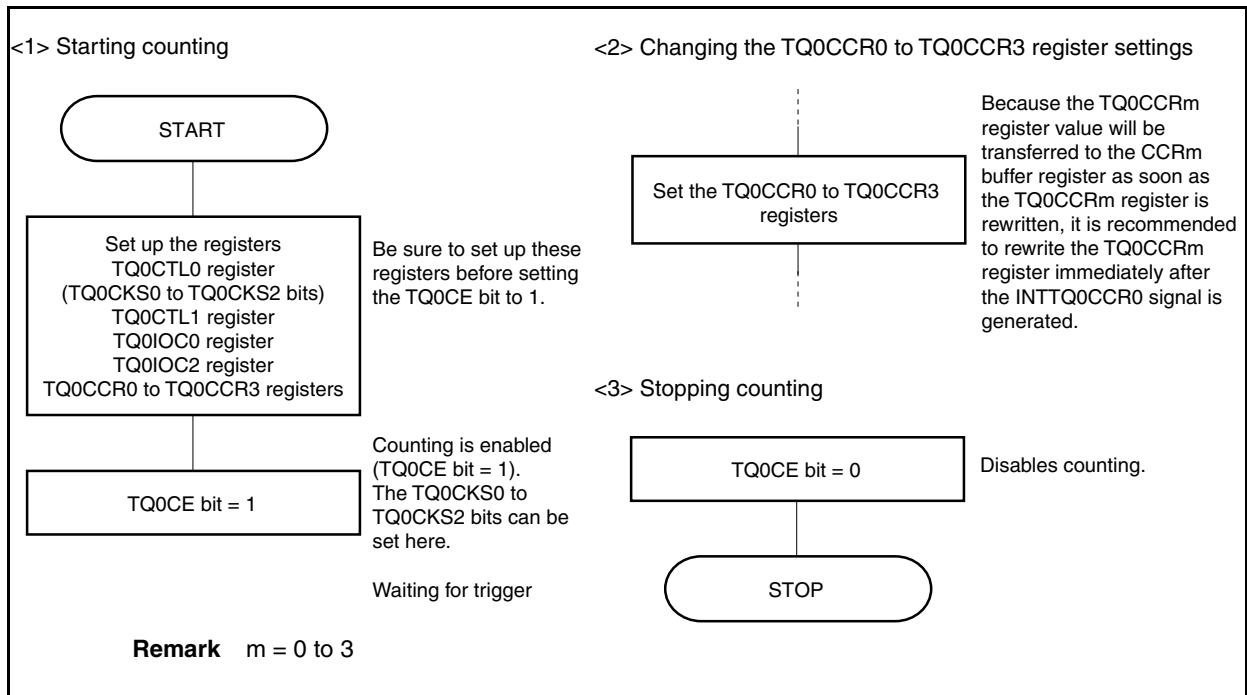 <1> Starting counting
START
Set up the registers
TQ0CTL0 register
(TQ0CKS0 to TQ0CKS2 bits)
TQ0CTL1 register
TQ0IOC0 register
TQ0IOC2 register
TQ0CCR0 to TQ0CCR3 registers
Be sure to set up these
registers before setting
the TQ0CE bit to 1.
TQ0CE bit = 1
Counting is enabled
(TQ0CE bit = 1).
The TQ0CKS0 to
TQ0CKS2 bits can be
set here.
Waiting for trigger
<2> Changing the TQ0CCR0 to TQ0CCR3 register settings
Set the TQ0CCR0 to TQ0CCR3
registers
Because the TQ0CCRm
register value will be
transferred to the CCRm
buffer register as soon as
the TQ0CCRm register is
rewritten, it is recommended
to rewrite the TQ0CCRm
register immediately after
the INTTQ0CCR0 signal is
generated.
<3> Stopping counting
TQ0CE bit = 0
Disables counting.
STOP
Remark m = 0 to 3